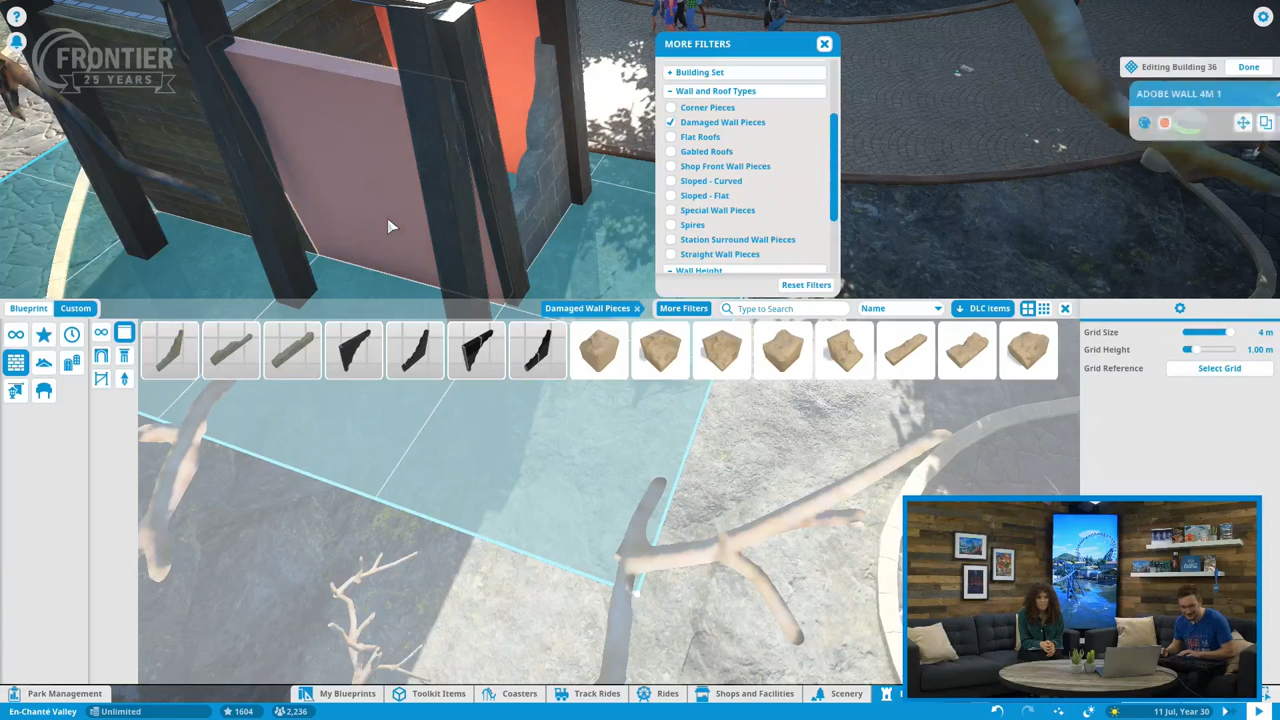 ?
FRONTIER
25 YEARS
MORE FILTERS
+ Building Set
− Wall and Roof Types
Corner Pieces
Damaged Wall Pieces
Flat Roofs
Gabled Roofs
Shop Front Wall Pieces
Sloped - Curved
Sloped - Flat
Special Wall Pieces
Spires
Station Surround Wall Pieces
Straight Wall Pieces
Wall Height
Reset Filters
Editing Building 36
Done
ADOBE WALL 4M 1
Blueprint
Custom
Damaged Wall Pieces ×
More Filters
Type to Search
Name
DLC items
Grid Size
4 m
Grid Height
1.00 m
Grid Reference
Select Grid
Park Management
My Blueprints
Toolkit Items
Coasters
Track Rides
Rides
Shops and Facilities
Scenery
En-Chanté Valley
Unlimited
1604
2,236
11 Jul, Year 30